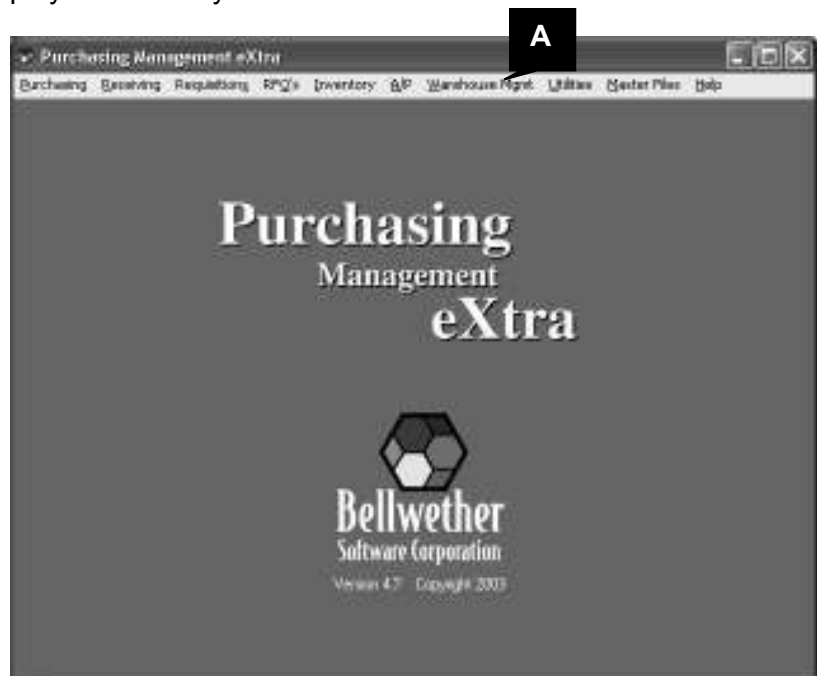 A
Purchasing Management eXtra
Purchasing Receiving Requisitions RFQ's Inventory A/P Warehouse Mgmt Utilities Master Files Help
Purchasing
Management
eXtra
Bellwether
Software Corporation
Version 4.7 Copyright 2003